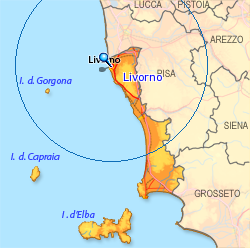 LUCCA
PISTOIA
AREZZO
Livorno
Livorno
PISA
I. d. Gorgona
SIENA
I. d. Capraia
GROSSETO
I. d'Elba